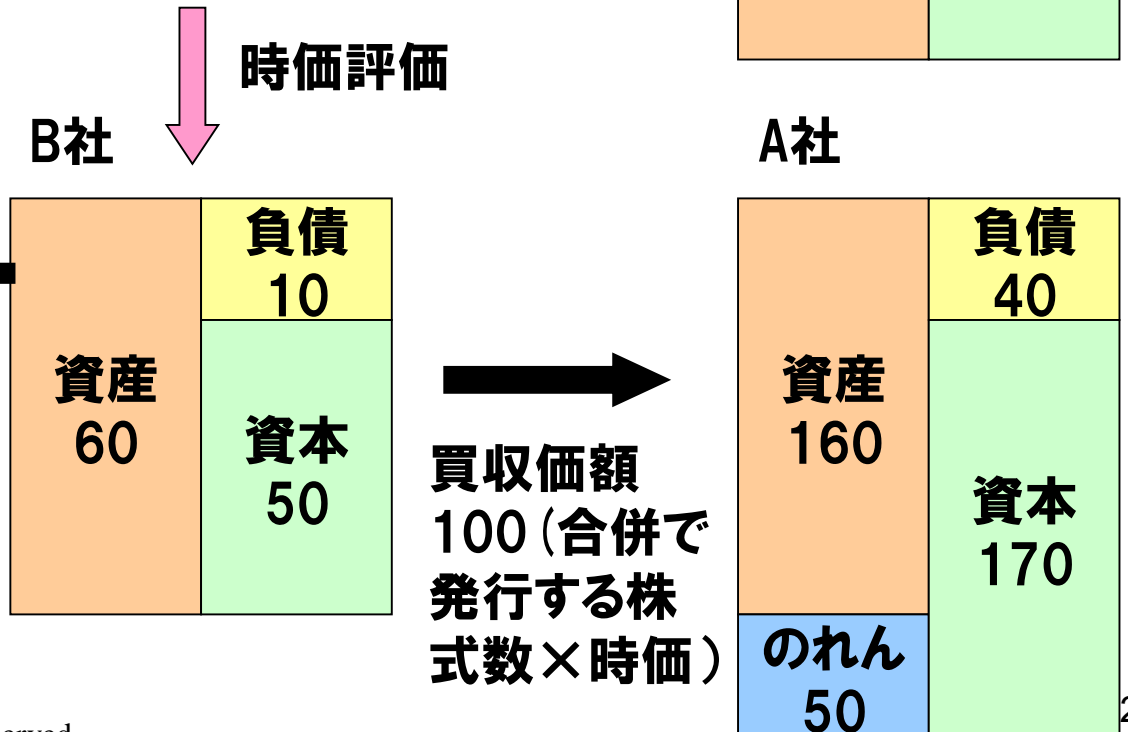 時価評価
B社
A社
負債
10
資産
60
資本
50
買収価額
100(合併で
発行する株
式数×時価)
負債
40
資産
160
資本
170
のれん
50
2